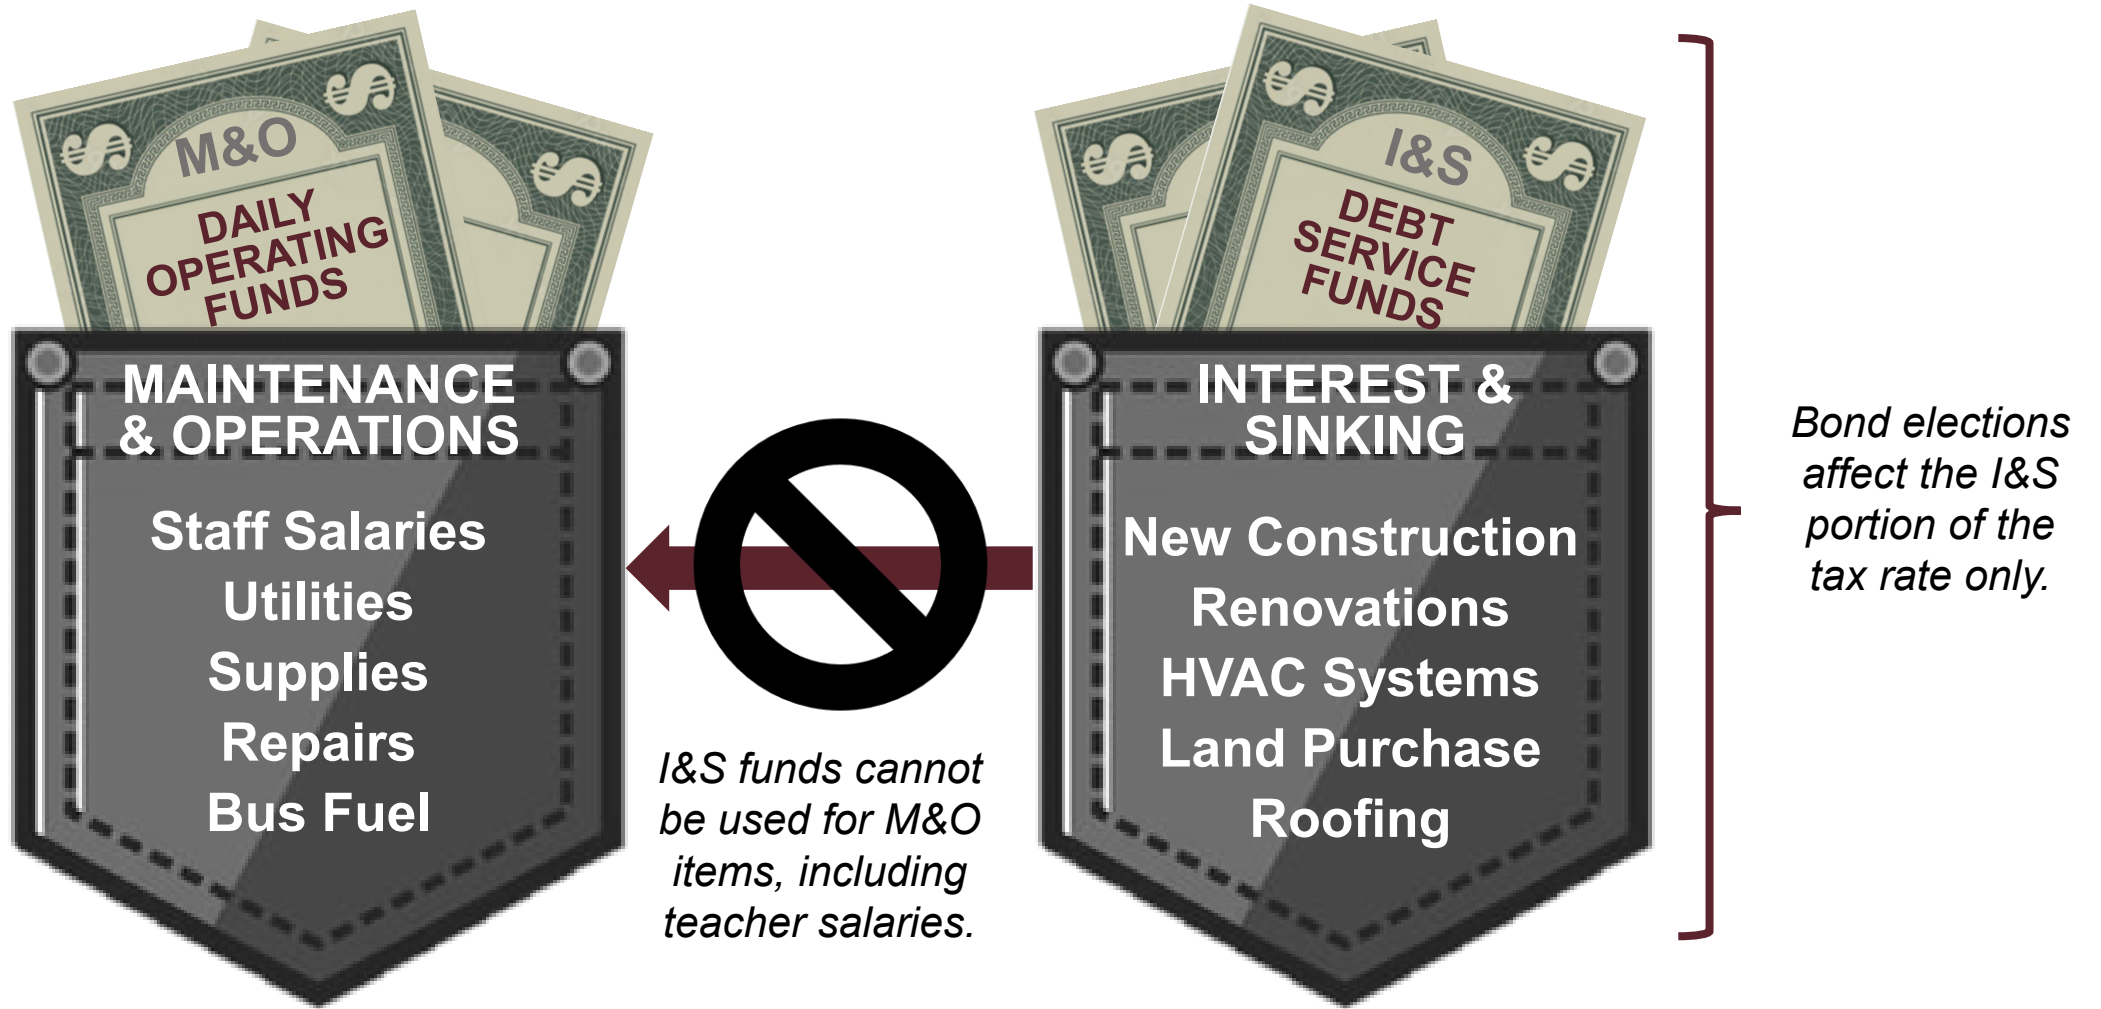 M&O
DAILY
OPERATING
FUNDS
MAINTENANCE
& OPERATIONS
Staff Salaries
Utilities
Supplies
Repairs
Bus Fuel
I&S funds cannot
be used for M&O
items, including
teacher salaries.
I&S
DEBT
SERVICE
FUNDS
INTEREST &
SINKING
New Construction
Renovations
HVAC Systems
Land Purchase
Roofing
Bond elections
affect the I&S
portion of the
tax rate only.